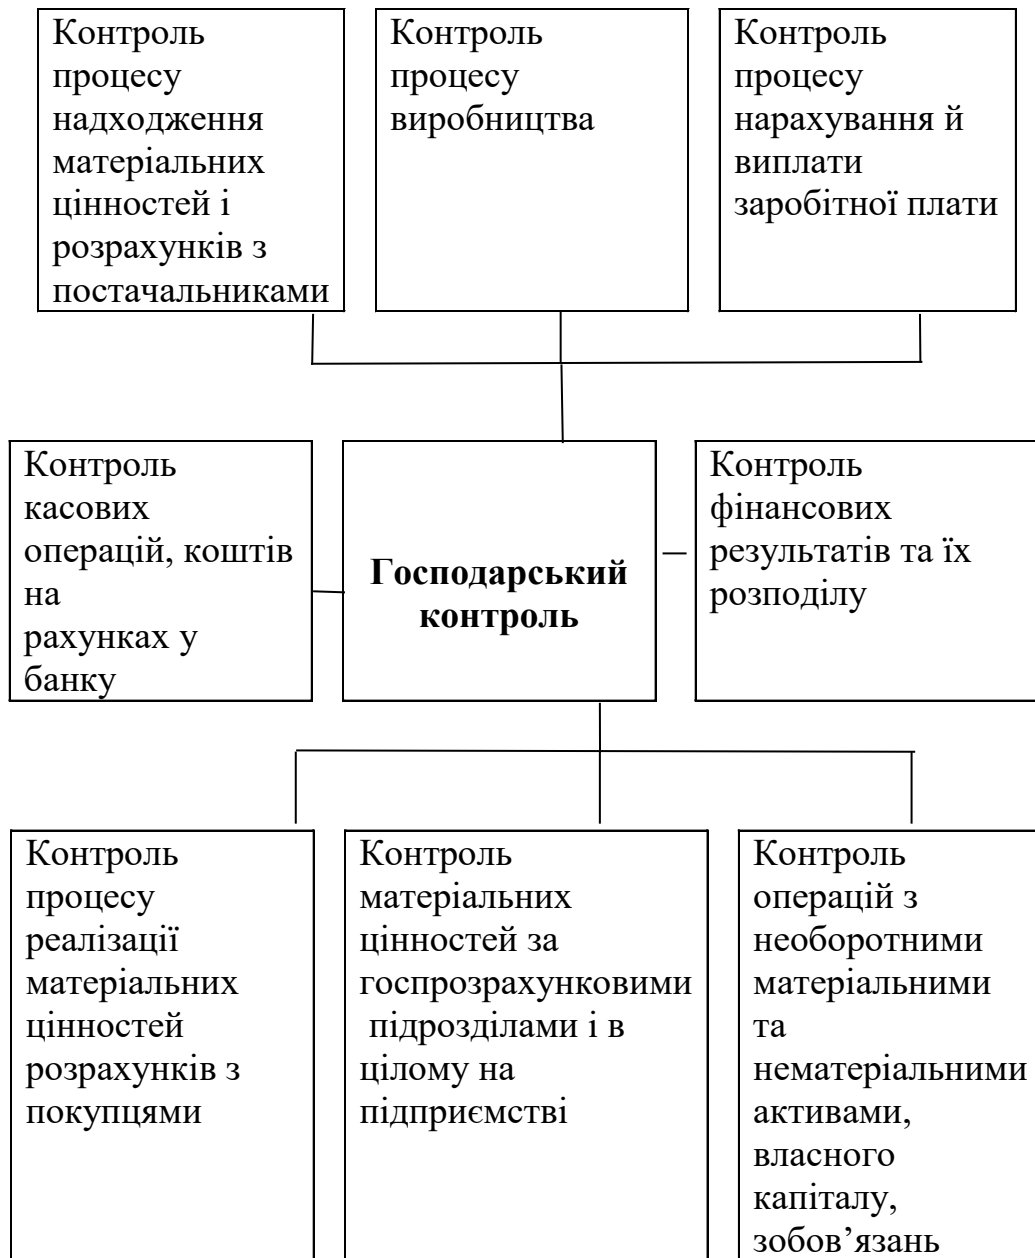 Контроль
процесу
надходження
матеріальних
цінностей і
розрахунків з
постачальниками
Контроль
процесу
виробництва
Контроль
процесу
нарахування й
виплати
заробітної плати
Контроль
касових
операцій, коштів
на
рахунках у
банку
Господарський
контроль
Контроль
фінансових
результатів та їх
розподілу
Контроль
процесу
реалізації
матеріальних
цінностей
розрахунків з
покупцями
Контроль
матеріальних
цінностей за
госпрозрахунковими
підрозділами і в
цілому на
підприємстві
Контроль
операцій з
необоротними
матеріальними
та
нематеріальними
активами,
власного
капіталу,
зобов’язань